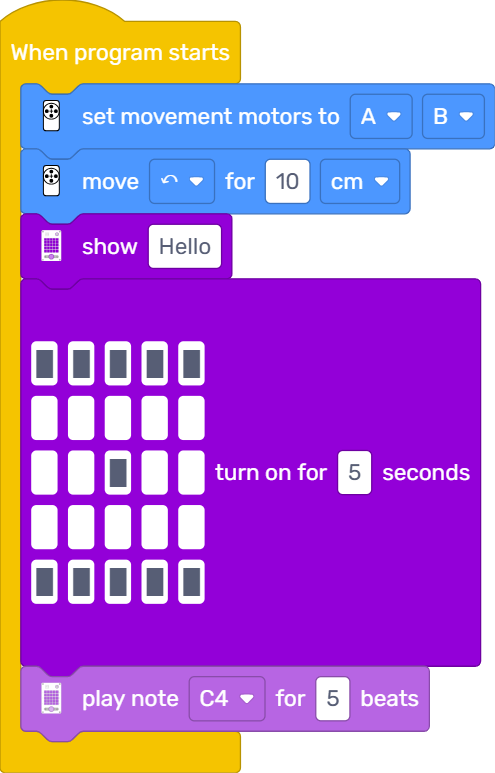 When program starts
set movement motors to A B
move for 10 cm
show Hello
turn on for 5 seconds
play note C4 for 5 beats